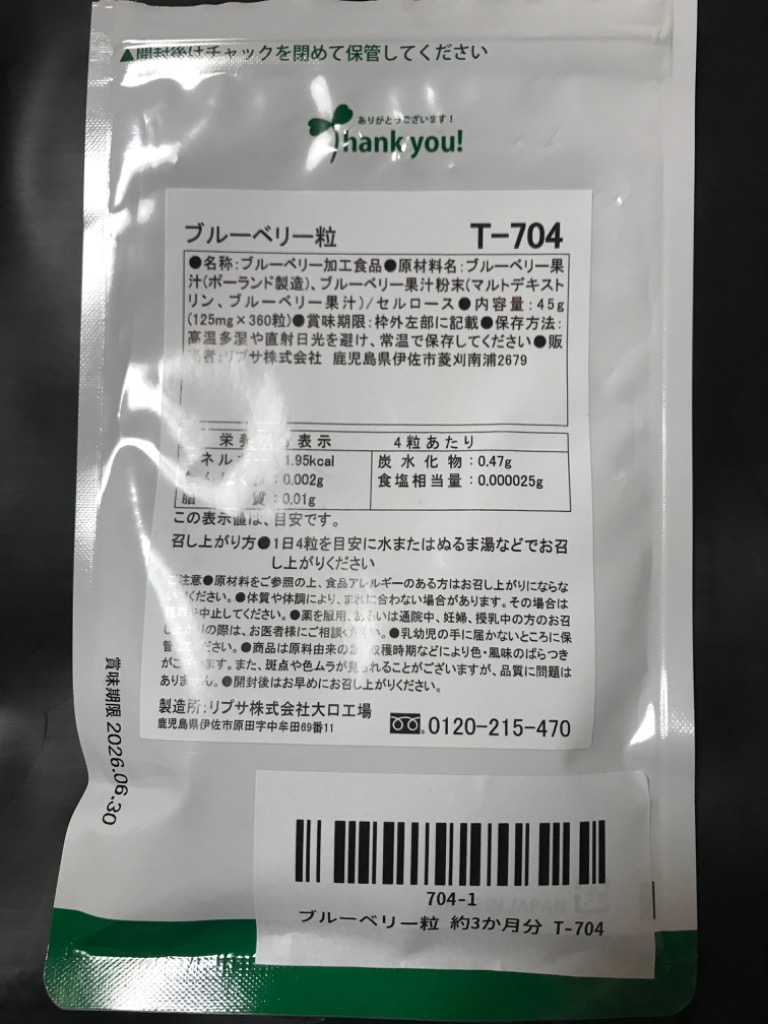 ▲開封後はチャックを閉めて保管してください
ありがとうございます！
Thank you!
ブルーベリー粒 T-704
●名称:ブルーベリー加工食品●原材料名:ブルーベリー果
汁(ポーランド製造)、ブルーベリー果汁粉末(マルトデキスト
リン、ブルーベリー果汁)/セルロース●内容量:45g
(125mg×360粒)●賞味期限:枠外左部に記載●保存方法:
高温多湿や直射日光を避け、常温で保存してください●販
者:リプサ株式会社 鹿児島県伊佐市菱刈南浦2679
栄養 表示 4粒あたり
ネルギー:1.95kcal 炭水化物:0.47g
:0.002g 食塩相当量:0.000025g
脂質:0.01g
この表示値は、目安です。
召し上がり方●1日4粒を目安に水またはぬるま湯などでお召
し上がりください
ご注意●原材料をご参照の上、食品アレルギーのある方はお召し上がりにならな
いでください。●体質や体調により、まれに合わない場合があります。その場合は
摂取を中止してください。●薬を服用、あるいは通院中、妊婦、授乳中の方のお召
し上がりの際は、お医者様にご相談ください。●乳幼児の手に届かないところに保
管してください。●商品は原料由来の為、収穫時期などにより色・風味のばらつき
がございます。また、斑点や色ムラが見られることがございますが、品質に問題は
ありません。●開封後はお早めにお召し上がりください。
製造所:リプサ株式会社大口工場
鹿児島県伊佐市原田字中牟田69番11 0120-215-470
賞味期限 2026.06.30
704-1
IN JAPAN
ブルーベリー粒 約3か月分 T-704